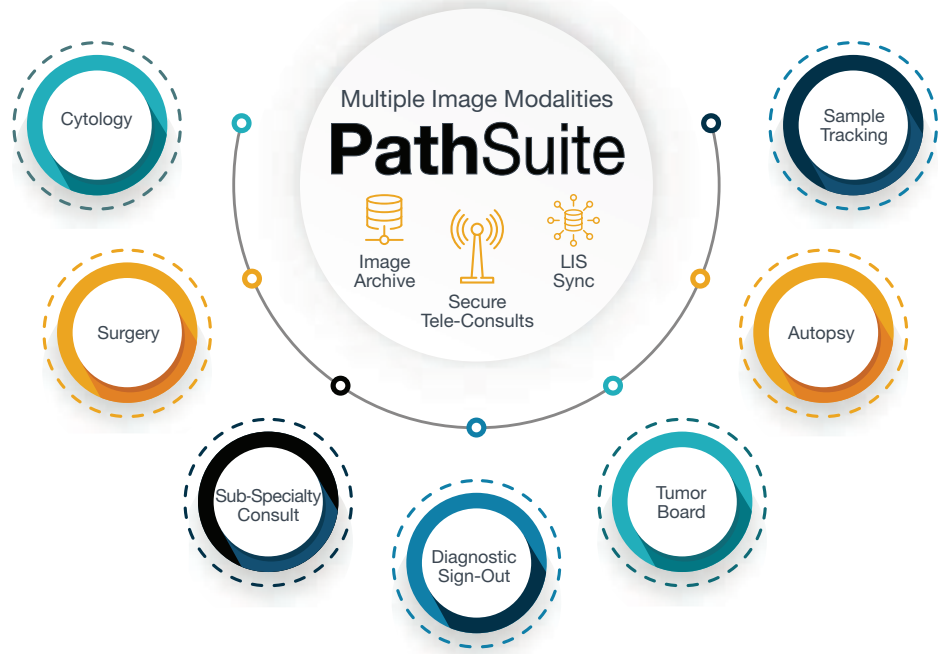 Multiple Image Modalities
PathSuite
Image
Archive
Secure
Tele-Consults
LIS
Sync
Cytology
Surgery
Sub-Specialty
Consult
Diagnostic
Sign-Out
Tumor
Board
Autopsy
Sample
Tracking